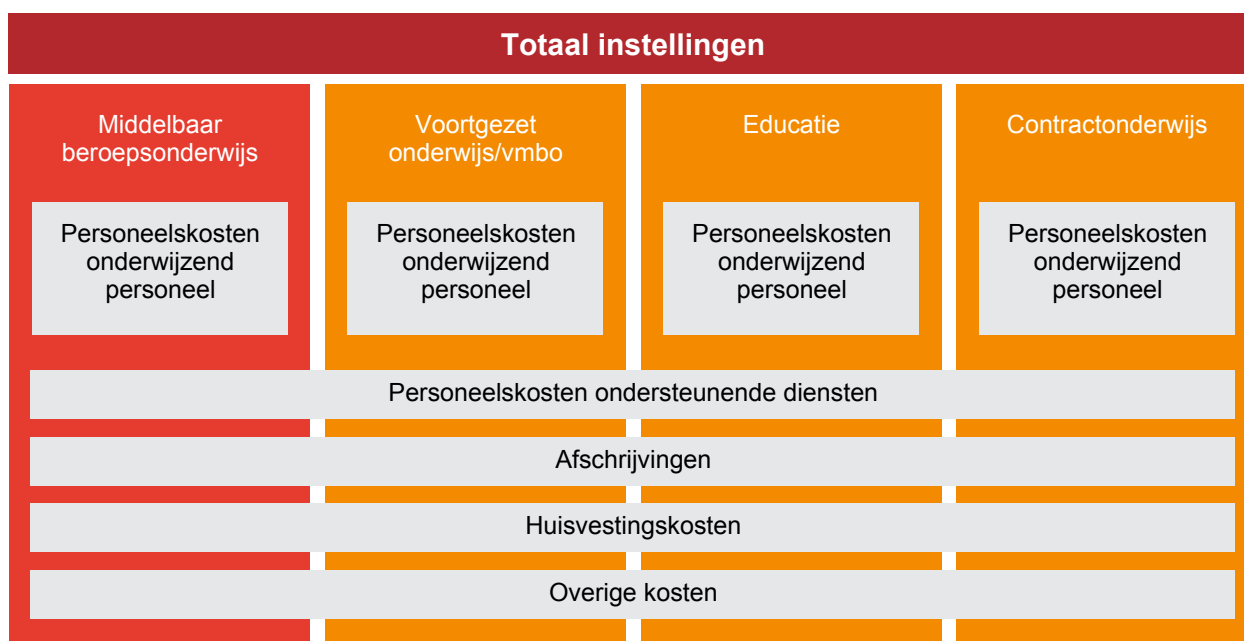 Totaal instellingen
Middelbaar
beroepsonderwijs
Voortgezet
onderwijs/vmbo
Educatie
Contractonderwijs
Personeelskosten
onderwijzend
personeel
Personeelskosten
onderwijzend
personeel
Personeelskosten
onderwijzend
personeel
Personeelskosten
onderwijzend
personeel
Personeelskosten ondersteunende diensten
Afschrijvingen
Huisvestingskosten
Overige kosten